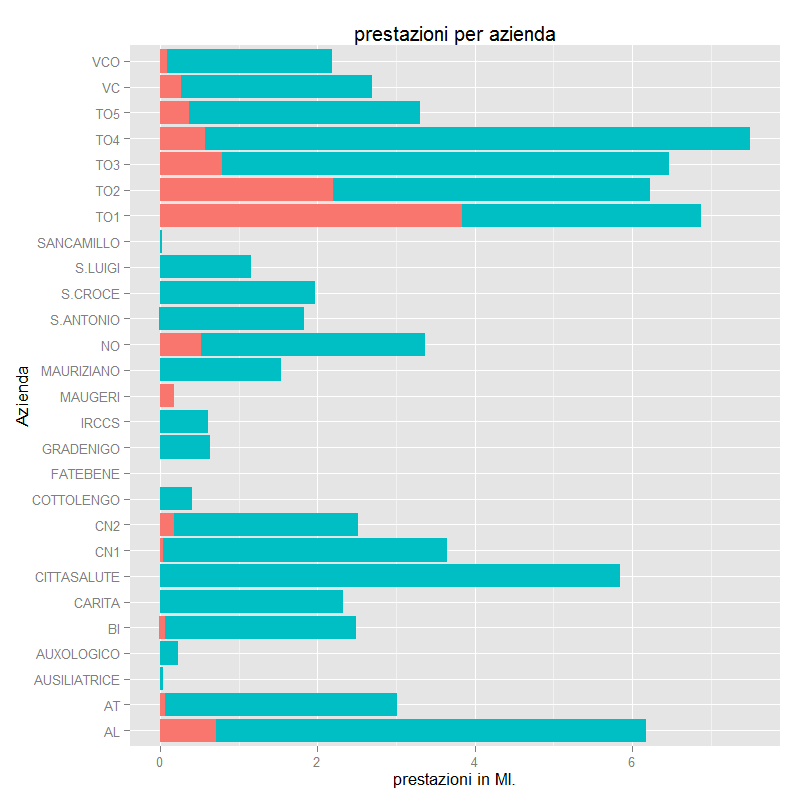 prestazioni per azienda
Azienda
VCO
VC
TO5
TO4
TO3
TO2
TO1
SANCAMILLO
S.LUIGI
S.CROCE
S.ANTONIO
NO
MAURIZIANO
MAUGERI
IRCCS
GRADENIGO
FATEBENE
COTTOLENGO
CN2
CN1
CITTASALUTE
CARITA
BI
AUXOLOGICO
AUSILIATRICE
AT
AL
0 2 4 6
prestazioni in Ml.